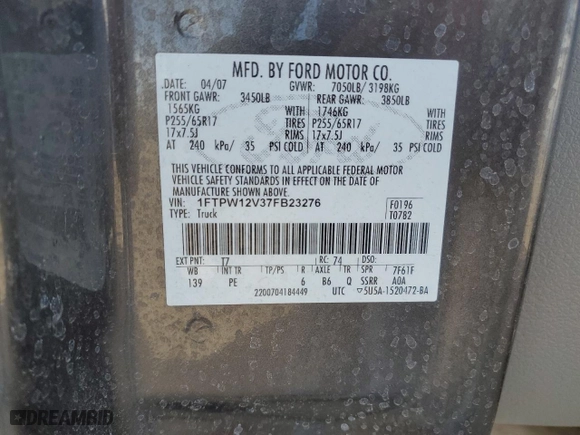 MFD. BY FORD MOTOR CO.
DATE: 04/07 GVWR: 7050LB/ 3198KG
FRONT GAWR: 3450LB REAR GAWR: 3850LB
1565KG WITH 1746KG WITH
P255/65R17 TIRES P255/65R17 TIRES
17x7.5J RIMS 17x7.5J RIMS
AT 240 kPa/ 35 PSI COLD AT 240 kPa/ 35 PSI COLD
THIS VEHICLE CONFORMS TO ALL APPLICABLE FEDERAL MOTOR
VEHICLE SAFETY STANDARDS IN EFFECT ON THE DATE OF
MANUFACTURE SHOWN ABOVE.
VIN: 1FTPW12V37FB23276 F0196
TYPE: Truck T0782
EXT PNT: T7 RC: 74 DSO:
WB INT TR TP/PS R AXLE TR SPR 7F61F
139 PE 6 B6 Q SSRR A0A
2200704184449 UTC 5U5A-1520472-BA
DREAMBID